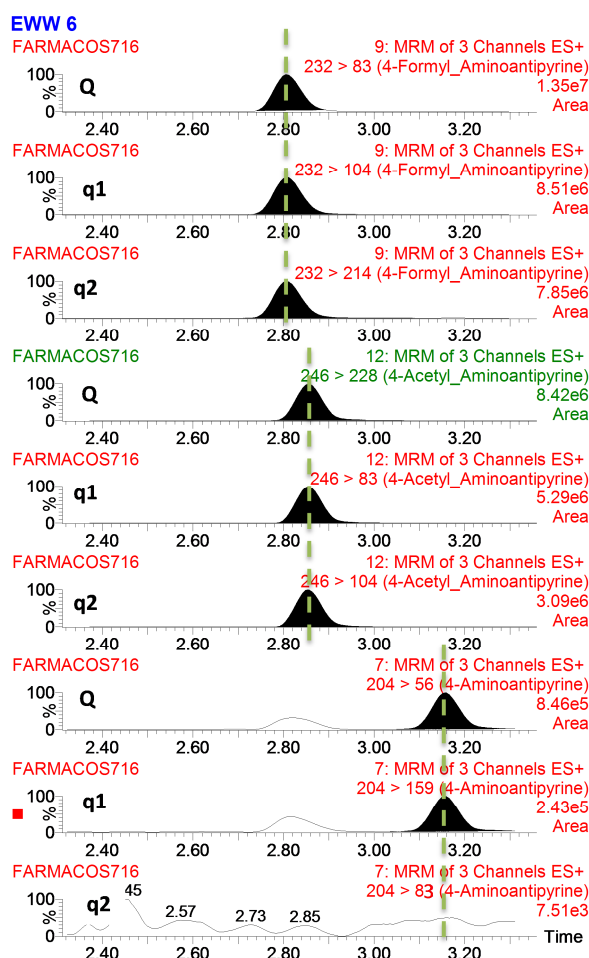 EWW 6
FARMACOS716
9: MRM of 3 Channels ES+
232 > 83 (4-Formyl_Aminoantipyrine)
1.35e7
Area
100
%
0
Q
2.40 2.60 2.80 3.00 3.20
FARMACOS716
9: MRM of 3 Channels ES+
232 > 104 (4-Formyl_Aminoantipyrine)
8.51e6
Area
100
%
0
q1
2.40 2.60 2.80 3.00 3.20
FARMACOS716
9: MRM of 3 Channels ES+
232 > 214 (4-Formyl_Aminoantipyrine)
7.85e6
Area
100
%
0
q2
2.40 2.60 2.80 3.00 3.20
FARMACOS716
12: MRM of 3 Channels ES+
246 > 228 (4-Acetyl_Aminoantipyrine)
8.42e6
Area
100
%
0
Q
2.40 2.60 2.80 3.00 3.20
FARMACOS716
12: MRM of 3 Channels ES+
246 > 83 (4-Acetyl_Aminoantipyrine)
5.29e6
Area
100
%
0
q1
2.40 2.60 2.80 3.00 3.20
FARMACOS716
12: MRM of 3 Channels ES+
246 > 104 (4-Acetyl_Aminoantipyrine)
3.09e6
Area
100
%
0
q2
2.40 2.60 2.80 3.00 3.20
FARMACOS716
7: MRM of 3 Channels ES+
204 > 56 (4-Aminoantipyrine)
8.46e5
Area
100
%
0
Q
2.40 2.60 2.80 3.00 3.20
FARMACOS716
7: MRM of 3 Channels ES+
204 > 159 (4-Aminoantipyrine)
2.43e5
Area
100
%
0
q1
2.40 2.60 2.80 3.00 3.20
FARMACOS716
7: MRM of 3 Channels ES+
204 > 83 (4-Aminoantipyrine)
7.51e3
100
%
0
q2
45
2.57 2.73 2.85
Time
2.40 2.60 2.80 3.00 3.20